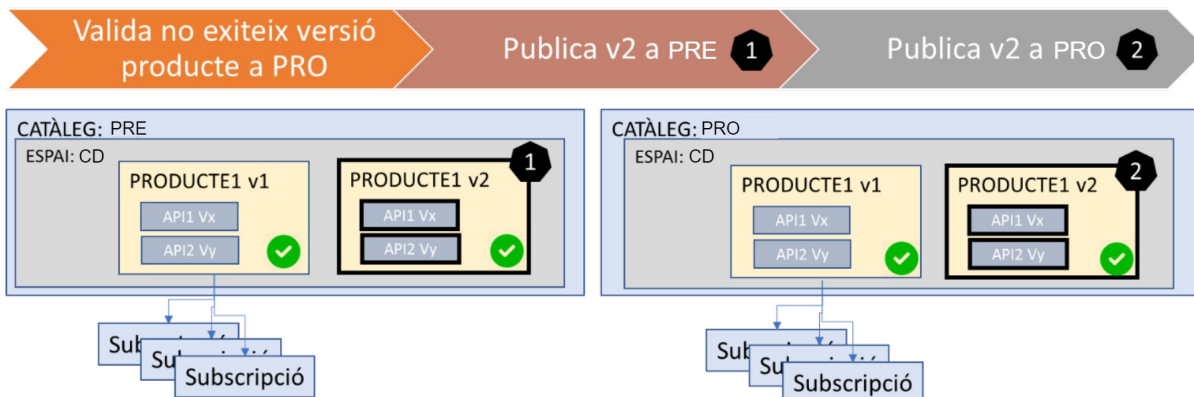 Valida no exiteix versió
producte a PRO
Publica v2 a PRE 1
Publica v2 a PRO 2
CATÀLEG: PRE
ESPAI: CD
PRODUCTE1 v1
API1 Vx
API2 Vy
PRODUCTE1 v2
1
API1 Vx
API2 Vy
Subscripció
CATÀLEG: PRO
ESPAI: CD
PRODUCTE1 v1
API1 Vx
API2 Vy
PRODUCTE1 v2
2
API1 Vx
API2 Vy
Subscripció